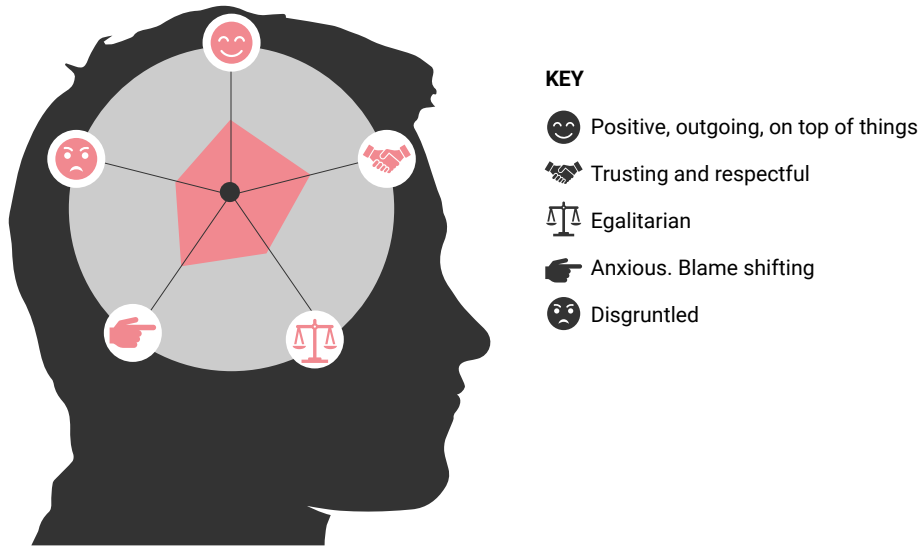 KEY
Positive, outgoing, on top of things
Trusting and respectful
Egalitarian
Anxious. Blame shifting
Disgruntled